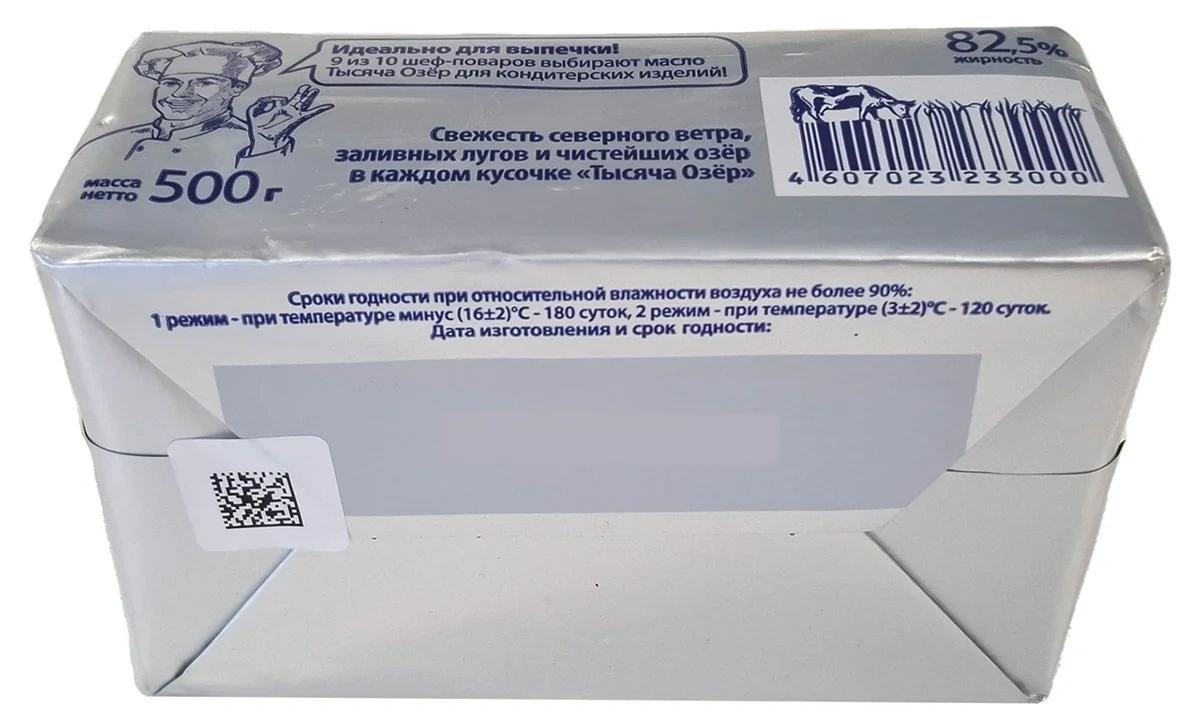 Идеально для выпечки!
9 из 10 шеф-поваров выбирают масло
Тысяча Озёр для кондитерских изделий!
82,5%
жирность
Свежесть северного ветра,
заливных лугов и чистейших озёр
в каждом кусочке «Тысяча Озёр»
масса
нетто 500 г
4 607023 233000
Сроки годности при относительной влажности воздуха не более 90%:
1 режим - при температуре минус (16±2)°С - 180 суток, 2 режим - при температуре (3±2)°С - 120 суток.
Дата изготовления и срок годности: